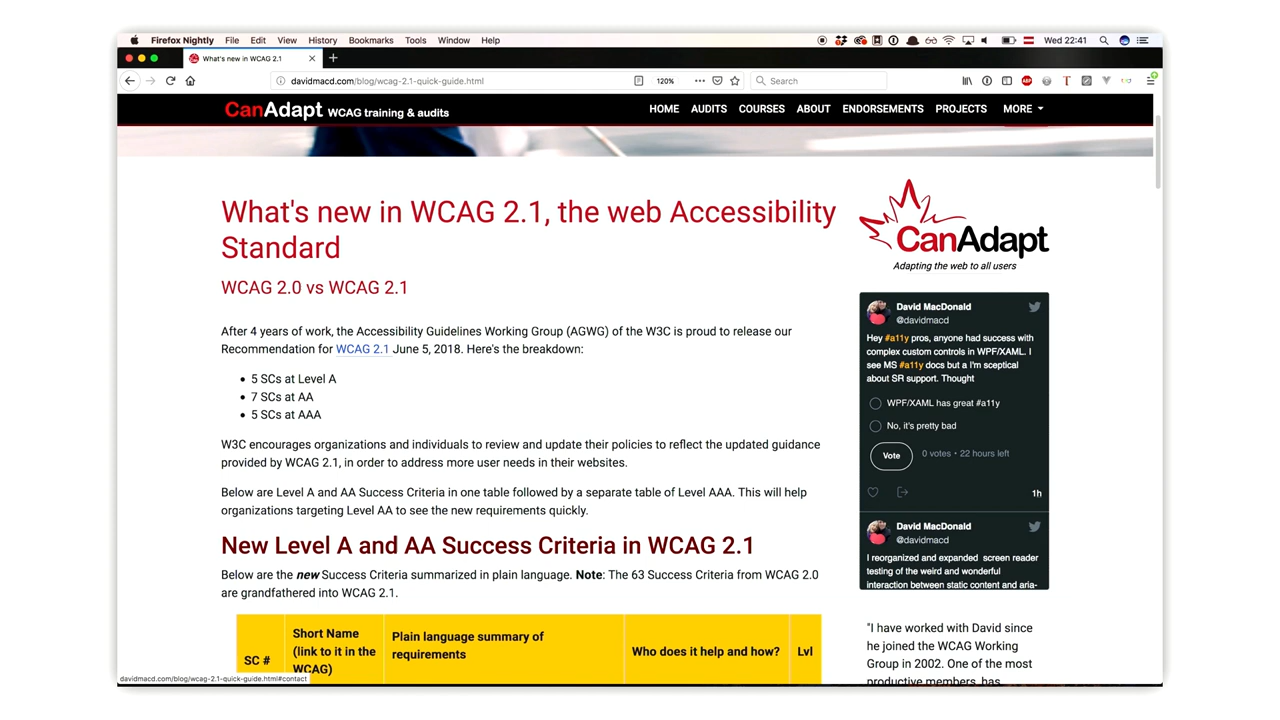 Firefox Nightly File Edit View History Bookmarks Tools Window Help Wed 22:41
What's new in WCAG 2.1
davidmacd.com/blog/wcag-2.1-quick-guide.html 120% Search
CanAdapt WCAG training & audits HOME AUDITS COURSES ABOUT ENDORSEMENTS PROJECTS MORE
What's new in WCAG 2.1, the web Accessibility
Standard
WCAG 2.0 vs WCAG 2.1
After 4 years of work, the Accessibility Guidelines Working Group (AGWG) of the W3C is proud to release our
Recommendation for WCAG 2.1 June 5, 2018. Here's the breakdown:
• 5 SCs at Level A
• 7 SCs at AA
• 5 SCs at AAA
W3C encourages organizations and individuals to review and update their policies to reflect the updated guidance
provided by WCAG 2.1, in order to address more user needs in their websites.
Below are Level A and AA Success Criteria in one table followed by a separate table of Level AAA. This will help
organizations targeting Level AA to see the new requirements quickly.
New Level A and AA Success Criteria in WCAG 2.1
Below are the new Success Criteria summarized in plain language. Note: The 63 Success Criteria from WCAG 2.0
are grandfathered into WCAG 2.1.
SC #
Short Name
(link to it in the
WCAG)
Plain language summary of
requirements
Who does it help and how?
Lvl
CanAdapt
Adapting the web to all users
David MacDonald
@davidmacd
Hey #a11y pros, anyone had success with
complex custom controls in WPF/XAML. I
see MS #a11y docs but a I'm sceptical
about SR support. Thought
WPF/XAML has great #a11y
No, it's pretty bad
Vote 0 votes • 22 hours left
1h
David MacDonald
@davidmacd
I reorganized and expanded screen reader
testing of the weird and wonderful
interaction between static content and aria-
"I have worked with David since
he joined the WCAG Working
Group in 2002. One of the most
productive members, has
davidmacd.com/blog/wcag-2.1-quick-guide.html#contact